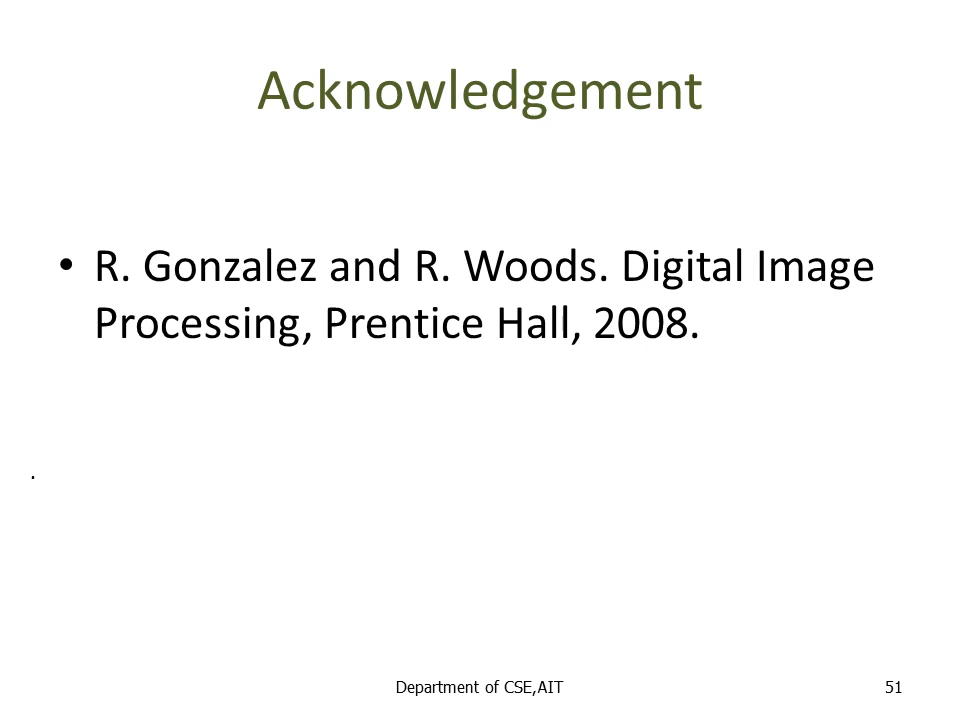 Acknowledgement
• R. Gonzalez and R. Woods. Digital Image
Processing, Prentice Hall, 2008.
.
Department of CSE,AIT 51